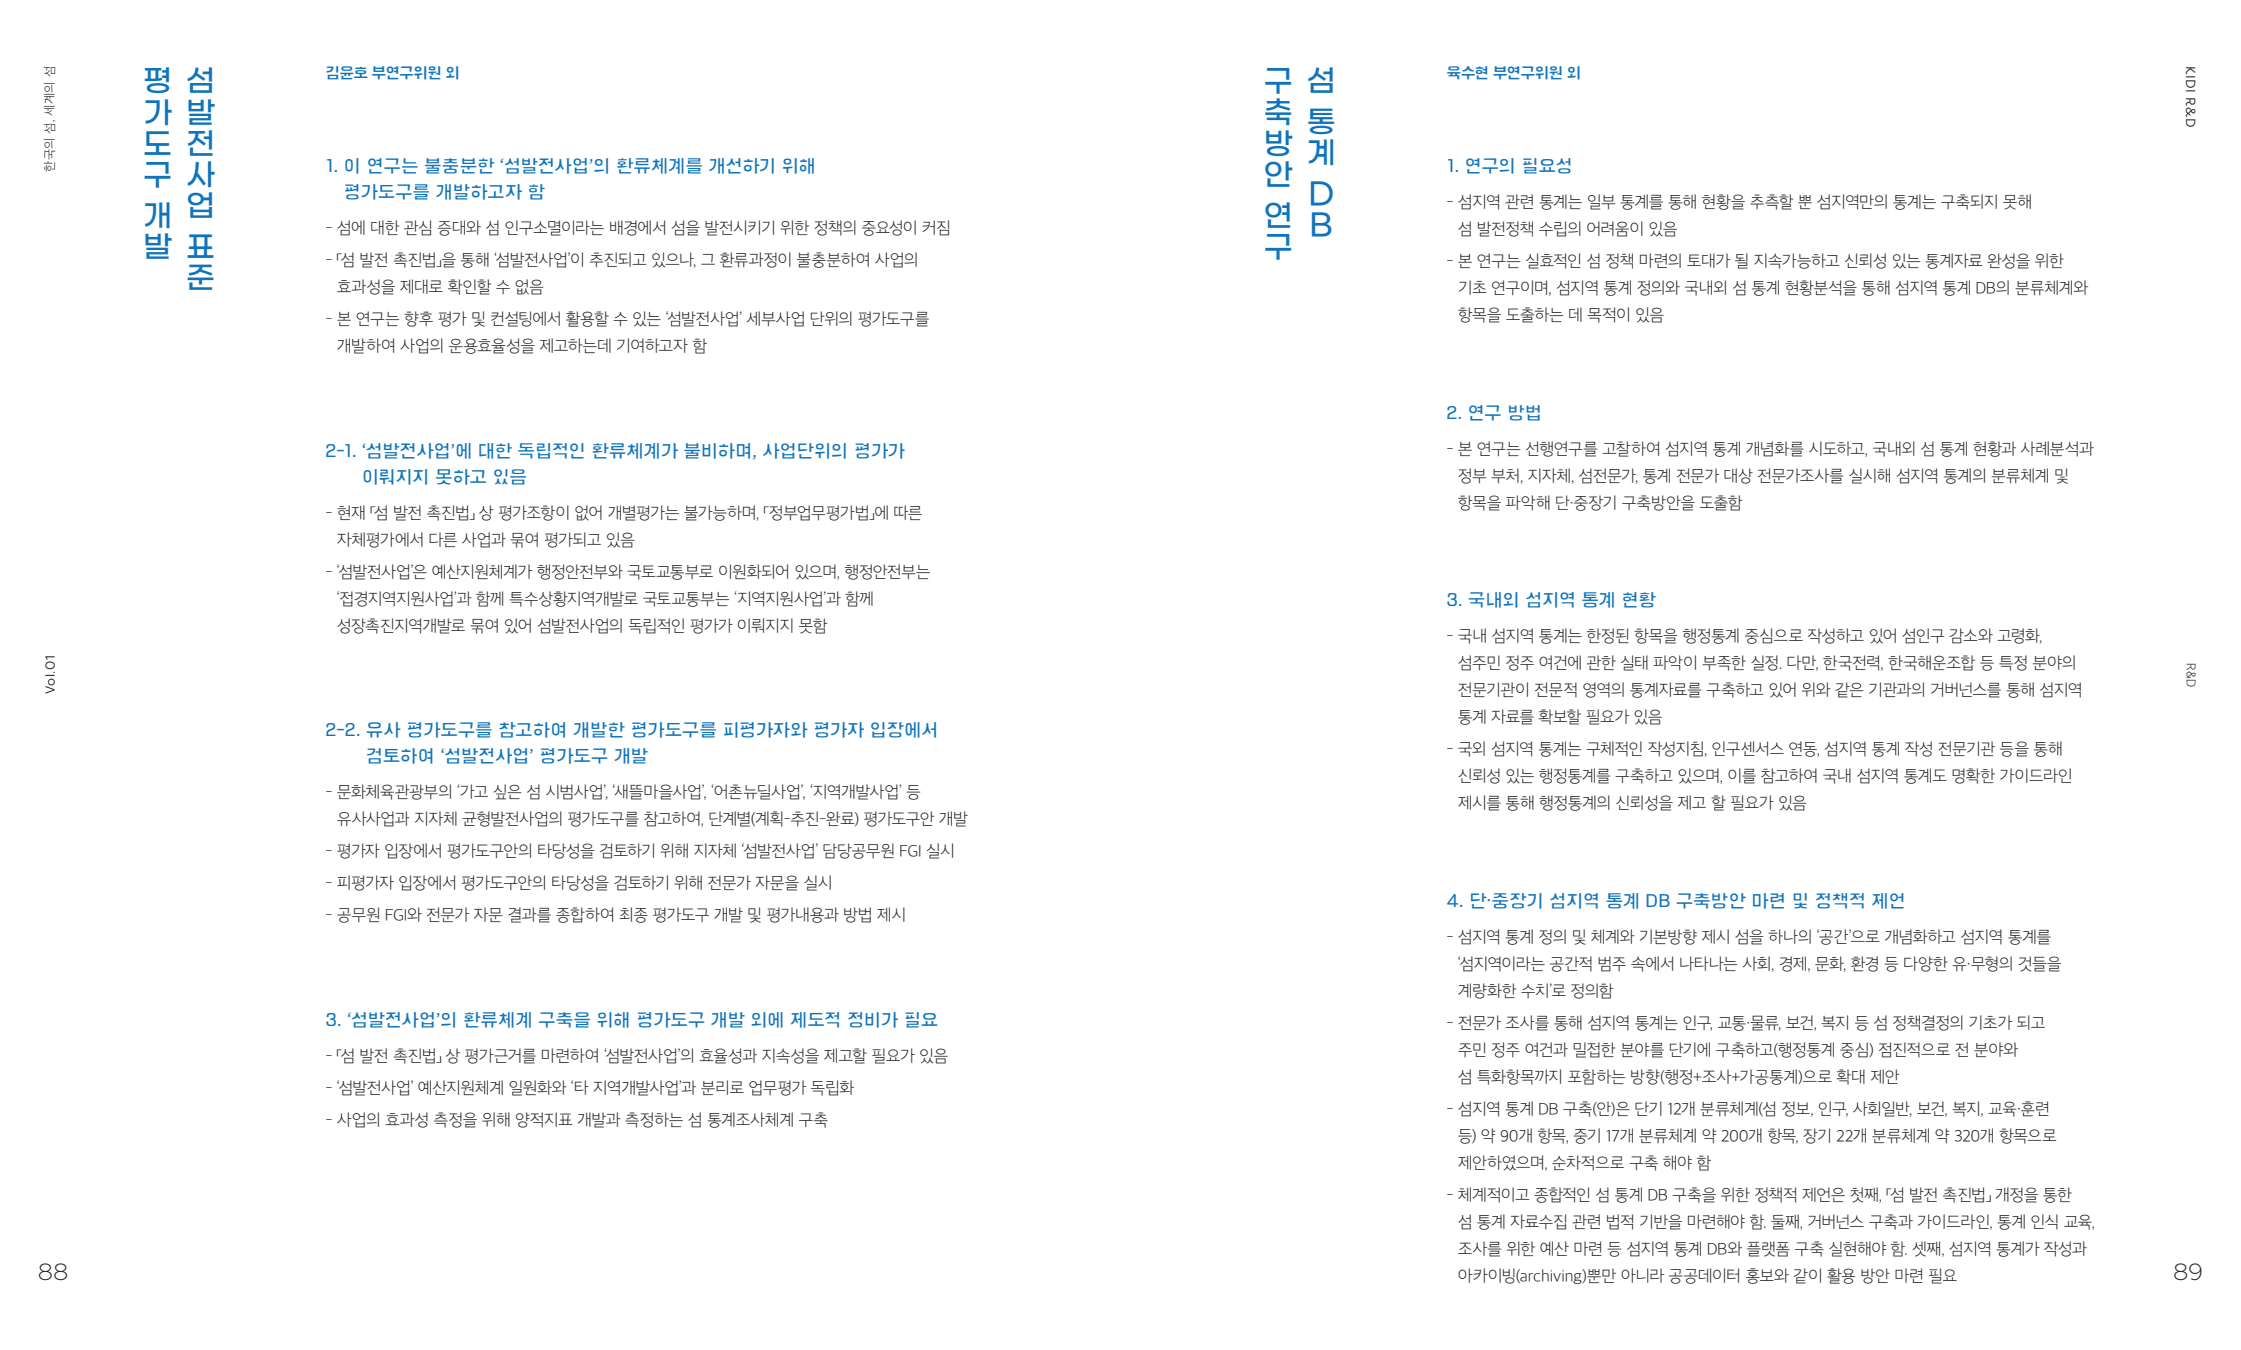 한국의 섬, 세계의 섬
Vol.01
88
섬발전사업 표준
평가도구 개발
김윤호 부연구위원 외
1. 이 연구는 불충분한 ‘섬발전사업’의 환류체계를 개선하기 위해
평가도구를 개발하고자 함
- 섬에 대한 관심 증대와 섬 인구소멸이라는 배경에서 섬을 발전시키기 위한 정책의 중요성이 커짐
- 「섬 발전 촉진법」을 통해 ‘섬발전사업’이 추진되고 있으나, 그 환류과정이 불충분하여 사업의
효과성을 제대로 확인할 수 없음
- 본 연구는 향후 평가 및 컨설팅에서 활용할 수 있는 ‘섬발전사업’ 세부사업 단위의 평가도구를
개발하여 사업의 운용효율성을 제고하는데 기여하고자 함
2-1. ‘섬발전사업’에 대한 독립적인 환류체계가 불비하며, 사업단위의 평가가
이뤄지지 못하고 있음
- 현재 「섬 발전 촉진법」 상 평가조항이 없어 개별평가는 불가능하며, 「정부업무평가법」에 따른
자체평가에서 다른 사업과 묶여 평가되고 있음
- ‘섬발전사업’은 예산지원체계가 행정안전부와 국토교통부로 이원화되어 있으며, 행정안전부는
‘접경지역지원사업’과 함께 특수상황지역개발로 국토교통부는 ‘지역지원사업’과 함께
성장촉진지역개발로 묶여 있어 섬발전사업의 독립적인 평가가 이뤄지지 못함
2-2. 유사 평가도구를 참고하여 개발한 평가도구를 피평가자와 평가자 입장에서
검토하여 ‘섬발전사업’ 평가도구 개발
- 문화체육관광부의 ‘가고 싶은 섬 시범사업’, ‘새뜰마을사업’, ‘어촌뉴딜사업’, ‘지역개발사업’ 등
유사사업과 지자체 균형발전사업의 평가도구를 참고하여, 단계별(계획-추진-완료) 평가도구안 개발
- 평가자 입장에서 평가도구안의 타당성을 검토하기 위해 지자체 ‘섬발전사업’ 담당공무원 FGI 실시
- 피평가자 입장에서 평가도구안의 타당성을 검토하기 위해 전문가 자문을 실시
- 공무원 FGI와 전문가 자문 결과를 종합하여 최종 평가도구 개발 및 평가내용과 방법 제시
3. ‘섬발전사업’의 환류체계 구축을 위해 평가도구 개발 외에 제도적 정비가 필요
- 「섬 발전 촉진법」 상 평가근거를 마련하여 ‘섬발전사업’의 효율성과 지속성을 제고할 필요가 있음
- ‘섬발전사업’ 예산지원체계 일원화와 ‘타 지역개발사업’과 분리로 업무평가 독립화
- 사업의 효과성 측정을 위해 양적지표 개발과 측정하는 섬 통계조사체계 구축
섬 통계 DB
구축방안 연구
육수현 부연구위원 외
1. 연구의 필요성
- 섬지역 관련 통계는 일부 통계를 통해 현황을 추측할 뿐 섬지역만의 통계는 구축되지 못해
섬 발전정책 수립의 어려움이 있음
- 본 연구는 실효적인 섬 정책 마련의 토대가 될 지속가능하고 신뢰성 있는 통계자료 완성을 위한
기초 연구이며, 섬지역 통계 정의와 국내외 섬 통계 현황분석을 통해 섬지역 통계 DB의 분류체계와
항목을 도출하는 데 목적이 있음
2. 연구 방법
- 본 연구는 선행연구를 고찰하여 섬지역 통계 개념화를 시도하고, 국내외 섬 통계 현황과 사례분석과
정부 부처, 지자체, 섬전문가, 통계 전문가 대상 전문가조사를 실시해 섬지역 통계의 분류체계 및
항목을 파악해 단·중장기 구축방안을 도출함
3. 국내외 섬지역 통계 현황
- 국내 섬지역 통계는 한정된 항목을 행정통계 중심으로 작성하고 있어 섬인구 감소와 고령화,
섬주민 정주 여건에 관한 실태 파악이 부족한 실정. 다만, 한국전력, 한국해운조합 등 특정 분야의
전문기관이 전문적 영역의 통계자료를 구축하고 있어 위와 같은 기관과의 거버넌스를 통해 섬지역
통계 자료를 확보할 필요가 있음
- 국외 섬지역 통계는 구체적인 작성지침, 인구센서스 연동, 섬지역 통계 작성 전문기관 등을 통해
신뢰성 있는 행정통계를 구축하고 있으며, 이를 참고하여 국내 섬지역 통계도 명확한 가이드라인
제시를 통해 행정통계의 신뢰성을 제고 할 필요가 있음
4. 단·중장기 섬지역 통계 DB 구축방안 마련 및 정책적 제언
- 섬지역 통계 정의 및 체계와 기본방향 제시 섬을 하나의 ‘공간’으로 개념화하고 섬지역 통계를
‘섬지역이라는 공간적 범주 속에서 나타나는 사회, 경제, 문화, 환경 등 다양한 유·무형의 것들을
계량화한 수치’로 정의함
- 전문가 조사를 통해 섬지역 통계는 인구, 교통·물류, 보건, 복지 등 섬 정책결정의 기초가 되고
주민 정주 여건과 밀접한 분야를 단기에 구축하고(행정통계 중심) 점진적으로 전 분야와
섬 특화항목까지 포함하는 방향(행정+조사+가공통계)으로 확대 제안
- 섬지역 통계 DB 구축(안)은 단기 12개 분류체계(섬 정보, 인구, 사회일반, 보건, 복지, 교육·훈련
등) 약 90개 항목, 중기 17개 분류체계 약 200개 항목, 장기 22개 분류체계 약 320개 항목으로
제안하였으며, 순차적으로 구축 해야 함
- 체계적이고 종합적인 섬 통계 DB 구축을 위한 정책적 제언은 첫째, 「섬 발전 촉진법」 개정을 통한
섬 통계 자료수집 관련 법적 기반을 마련해야 함. 둘째, 거버넌스 구축과 가이드라인, 통계 인식 교육,
조사를 위한 예산 마련 등 섬지역 통계 DB와 플랫폼 구축 실현해야 함. 셋째, 섬지역 통계가 작성과
아카이빙(archiving)뿐만 아니라 공공데이터 홍보와 같이 활용 방안 마련 필요
KIDI R&D
R&D
89